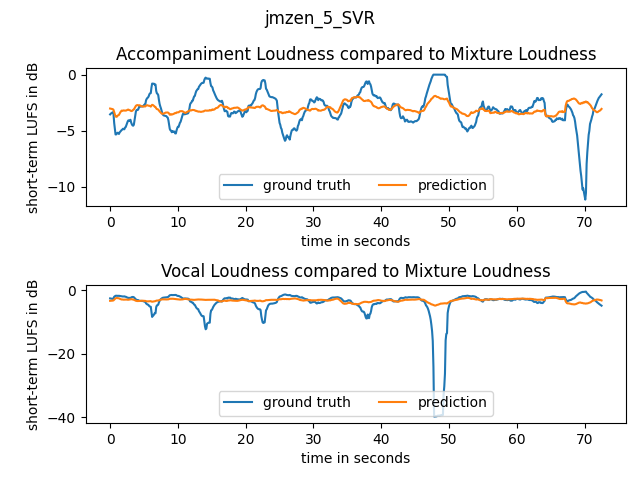 jmzen_5_SVR
Accompaniment Loudness compared to Mixture Loudness
short-term LUFS in dB
0
−5
−10
ground truth
prediction
0 10 20 30 40 50 60 70
time in seconds
Vocal Loudness compared to Mixture Loudness
short-term LUFS in dB
0
−20
−40
ground truth
prediction
0 10 20 30 40 50 60 70
time in seconds